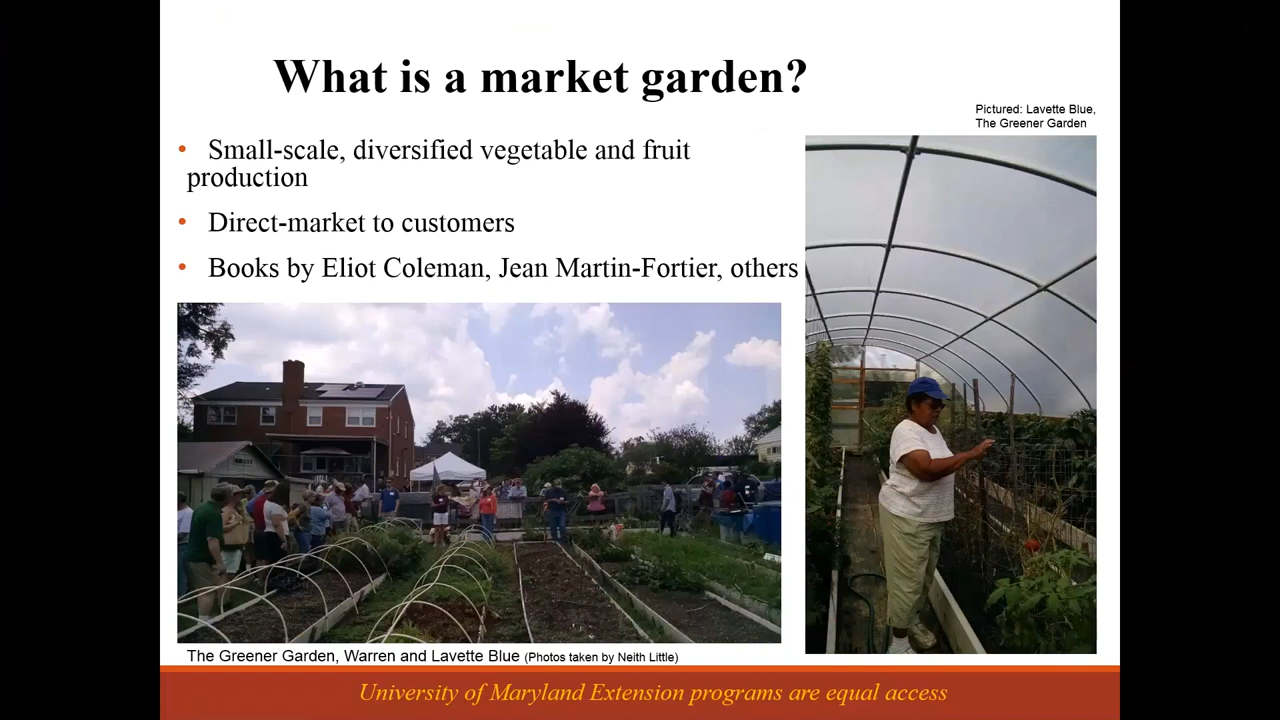 What is a market garden?
Pictured: Lavette Blue,
The Greener Garden
• Small-scale, diversified vegetable and fruit
production
• Direct-market to customers
• Books by Eliot Coleman, Jean Martin-Fortier, others
The Greener Garden, Warren and Lavette Blue (Photos taken by Neith Little)
University of Maryland Extension programs are equal access